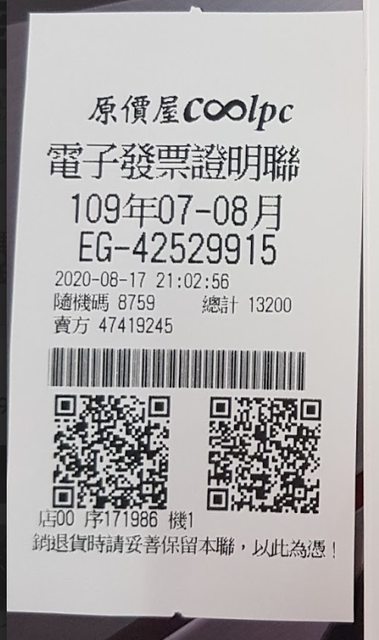 原價屋coolpc
電子發票證明聯
109年07-08月
EG-42529915
2020-08-17 21:02:56
隨機碼 8759 總計 13200
賣方 47419245
店00 序171986 機1
銷退貨時請妥善保留本聯，以此為憑！